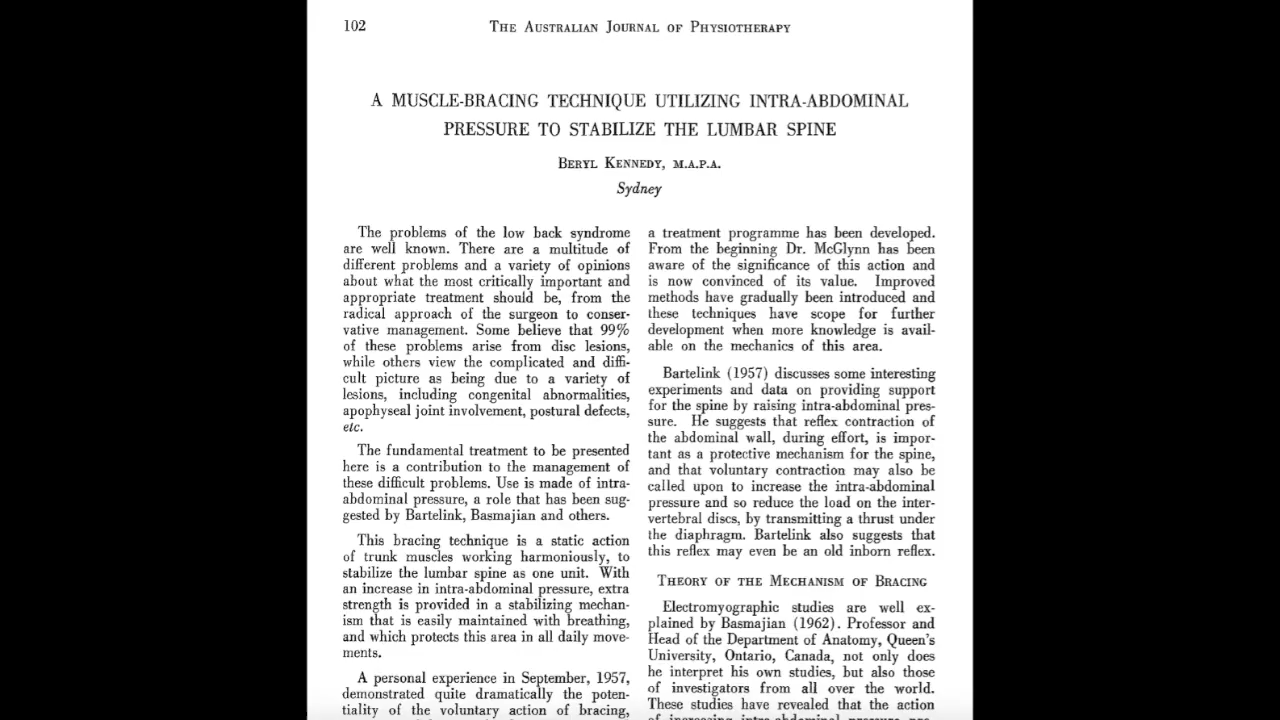 102
THE AUSTRALIAN JOURNAL OF PHYSIOTHERAPY
A MUSCLE-BRACING TECHNIQUE UTILIZING INTRA-ABDOMINAL
PRESSURE TO STABILIZE THE LUMBAR SPINE
BERYL KENNEDY, M.A.P.A.
Sydney
The problems of the low back syndrome
are well known. There are a multitude of
different problems and a variety of opinions
about what the most critically important and
appropriate treatment should be, from the
radical approach of the surgeon to conser-
vative management. Some believe that 99%
of these problems arise from disc lesions,
while others view the complicated and diffi-
cult picture as being due to a variety of
lesions, including congenital abnormalities,
apophyseal joint involvement, postural defects,
etc.
The fundamental treatment to be presented
here is a contribution to the management of
these difficult problems. Use is made of intra-
abdominal pressure, a role that has been sug-
gested by Bartelink, Basmajian and others.
This bracing technique is a static action
of trunk muscles working harmoniously, to
stabilize the lumbar spine as one unit. With
an increase in intra-abdominal pressure, extra
strength is provided in a stabilizing mechan-
ism that is easily maintained with breathing,
and which protects this area in all daily move-
ments.
A personal experience in September, 1957,
demonstrated quite dramatically the poten-
tiality of the voluntary action of bracing,
a treatment programme has been developed.
From the beginning Dr. McGlynn has been
aware of the significance of this action and
is now convinced of its value. Improved
methods have gradually been introduced and
these techniques have scope for further
development when more knowledge is avail-
able on the mechanics of this area.
Bartelink (1957) discusses some interesting
experiments and data on providing support
for the spine by raising intra-abdominal pres-
sure. He suggests that reflex contraction of
the abdominal wall, during effort, is impor-
tant as a protective mechanism for the spine,
and that voluntary contraction may also be
called upon to increase the intra-abdominal
pressure and so reduce the load on the inter-
vertebral discs, by transmitting a thrust under
the diaphragm. Bartelink also suggests that
this reflex may even be an old inborn reflex.
THEORY OF THE MECHANISM OF BRACING
Electromyographic studies are well ex-
plained by Basmajian (1962). Professor and
Head of the Department of Anatomy, Queen's
University, Ontario, Canada, not only does
he interpret his own studies, but also those
of investigators from all over the world.
These studies have revealed that the action